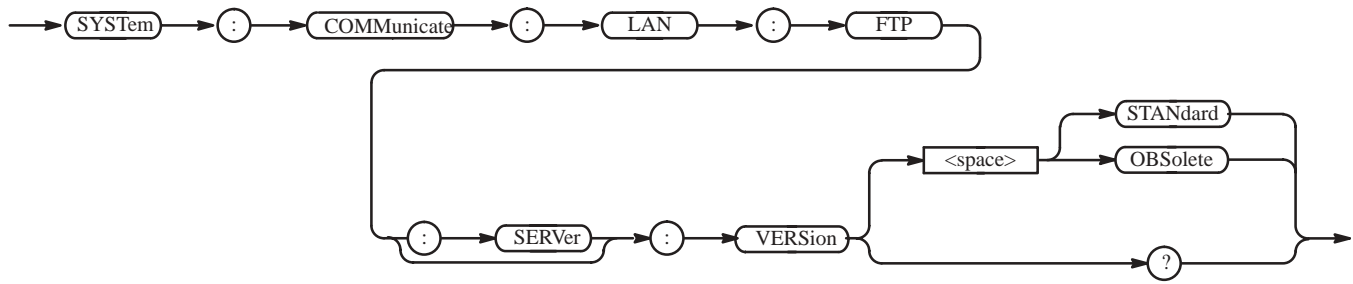 SYSTem : COMMunicate : LAN : FTP
STANdard
<space> OBSolete
: SERVer : VERSion
?